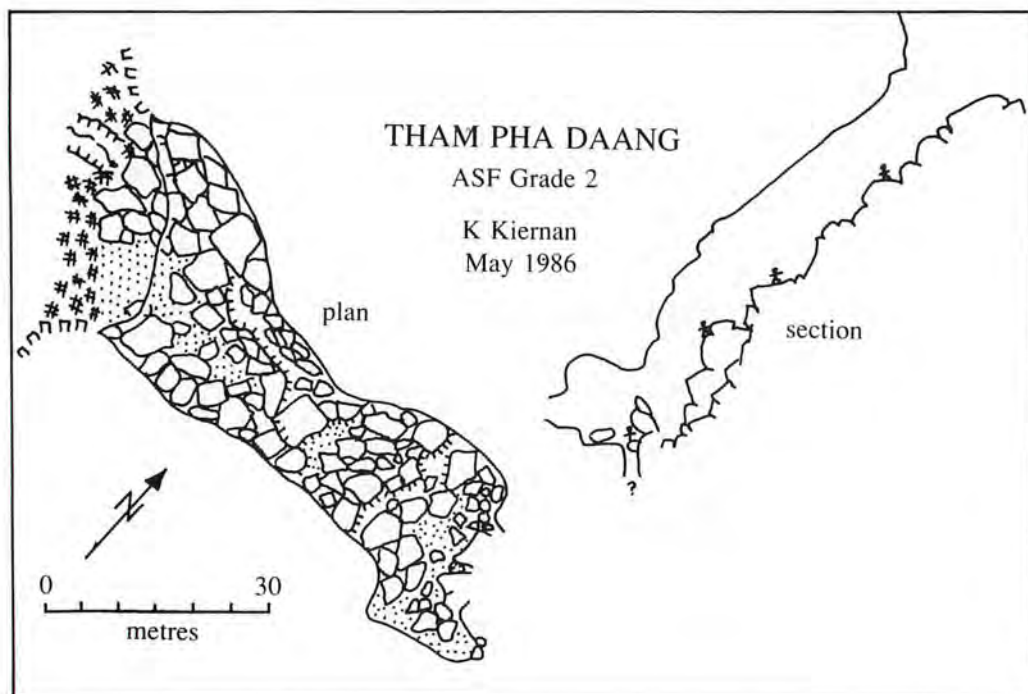 THAM PHA DAANG
ASF Grade 2
K Kiernan
May 1986
plan
section
?
N
0 30
metres